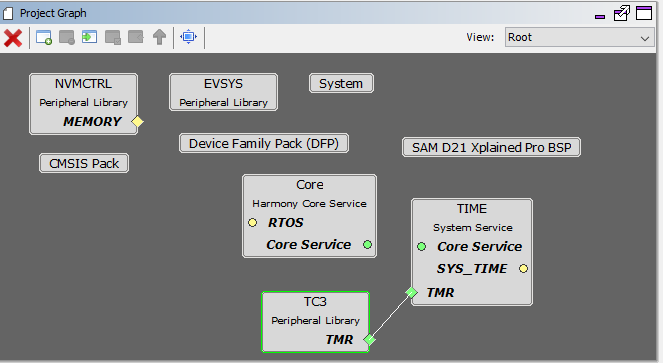 Project Graph
View: Root
NVMCTRL
Peripheral Library
MEMORY
EVSYS
Peripheral Library
System
Device Family Pack (DFP)
SAM D21 Xplained Pro BSP
CMSIS Pack
Core
Harmony Core Service
RTOS
Core Service
TIME
System Service
Core Service
SYS_TIME
TMR
TC3
Peripheral Library
TMR